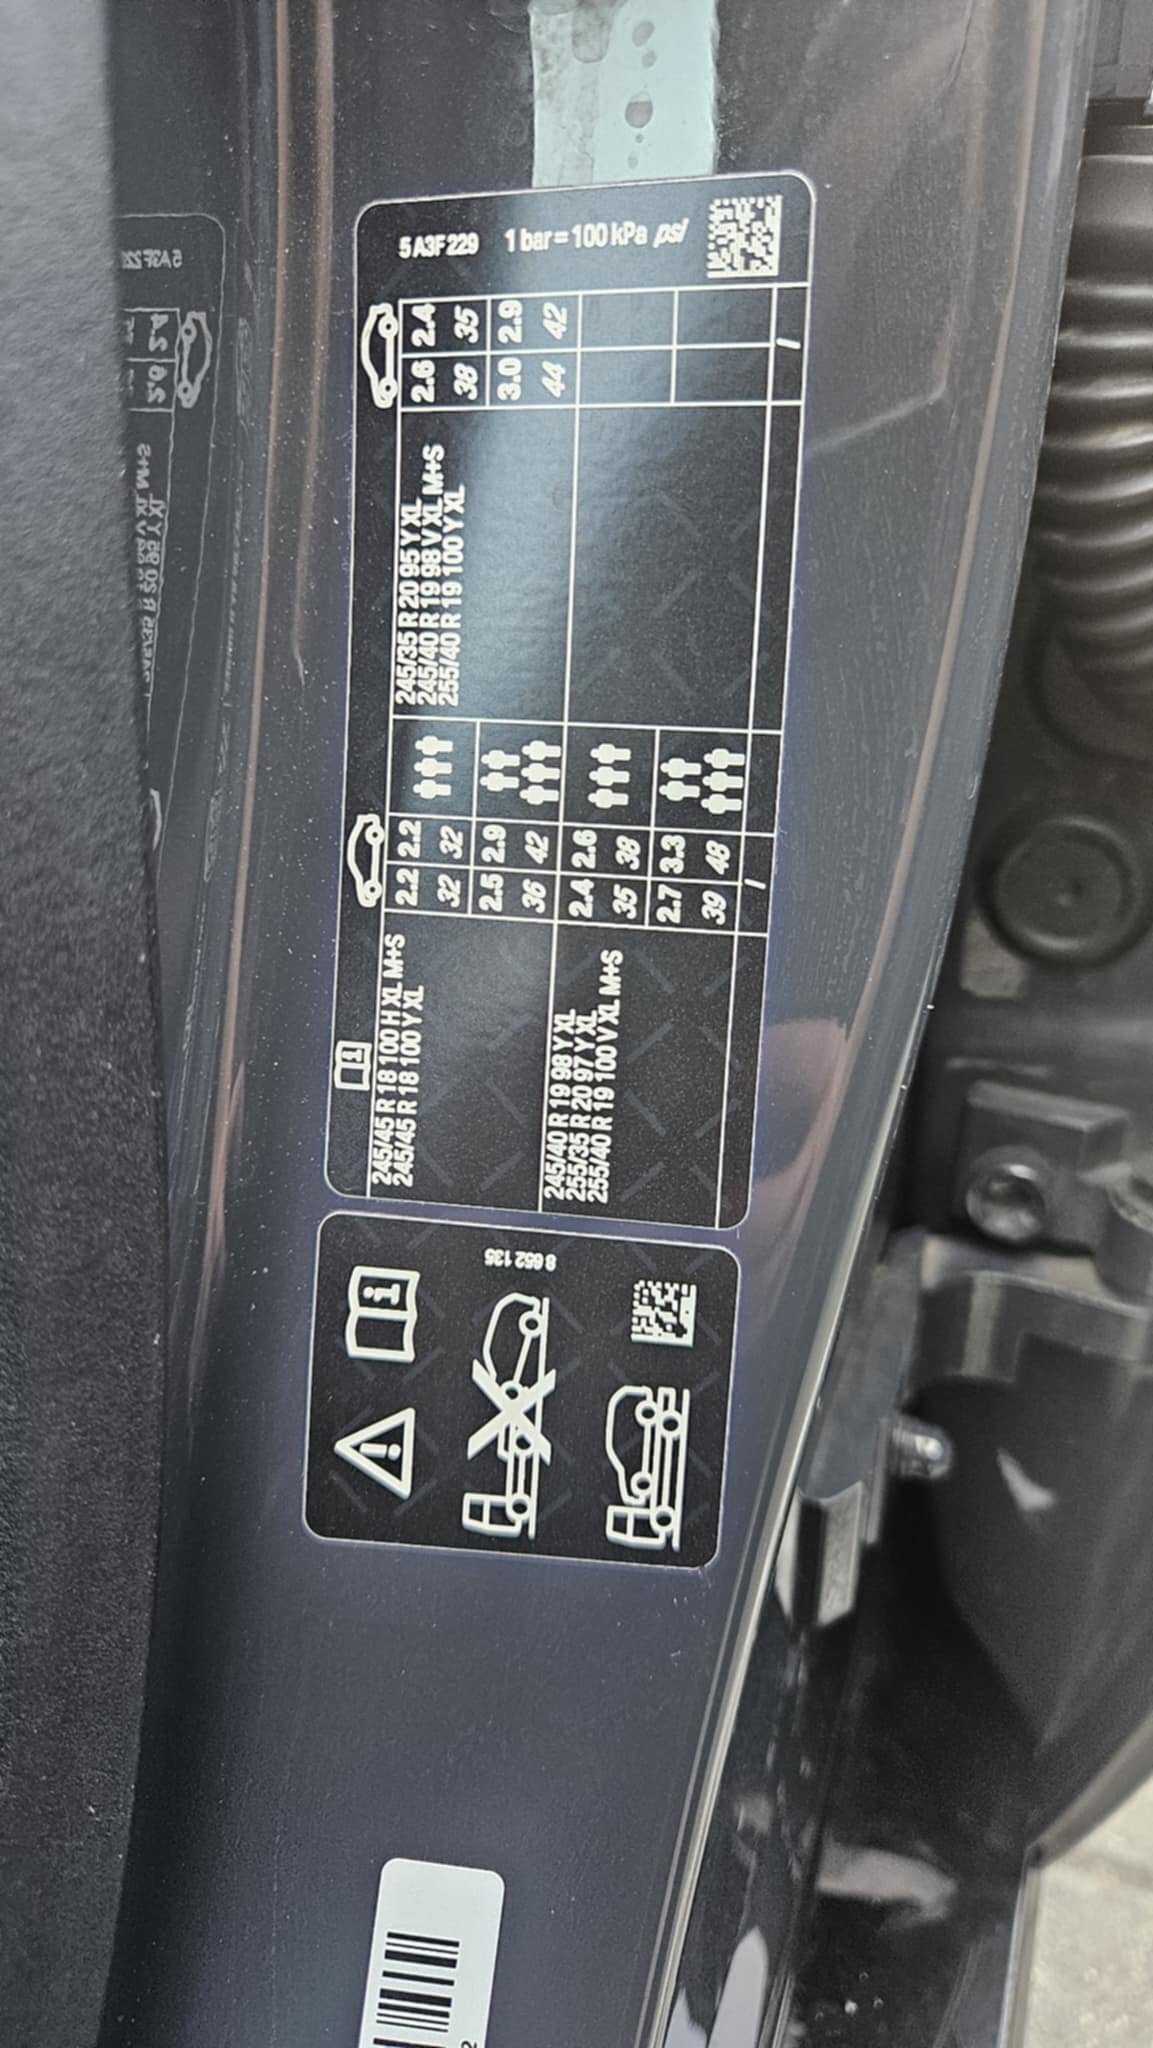 245/45 R 18 100 H XL M+S 2.2 2.2 245/35 R 20 95 Y XL 2.6 2.4
245/45 R 18 100 Y XL 32 32 245/40 R 19 98 V XL M+S 38 35
255/40 R 19 100 Y XL
2.5 2.9 3.0 2.9
36 42 44 42
245/40 R 19 98 Y XL 2.4 2.6
255/35 R 20 97 Y XL 35 38
255/40 R 19 100 V XL M+S
2.7 3.3
39 48
/ /
5 A3F 229
1 bar = 100 kPa psi
8 652 135
2